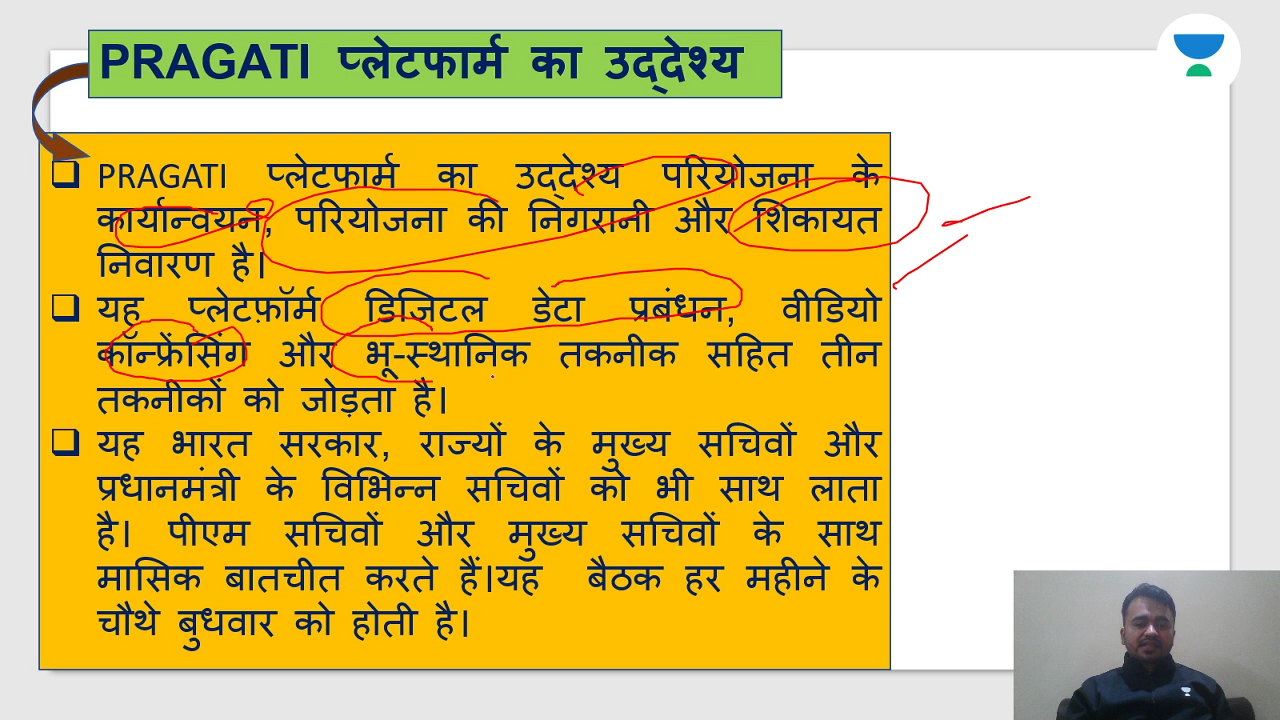 PRAGATI प्लेटफार्म का उद्देश्य
PRAGATI प्लेटफार्म का उद्देश्य परियोजना के
कार्यान्वयन, परियोजना की निगरानी और शिकायत
निवारण है।
यह प्लेटफ़ॉर्म डिजिटल डेटा प्रबंधन, वीडियो
कॉन्फ्रेंसिंग और भू-स्थानिक तकनीक सहित तीन
तकनीकों को जोड़ता है।
यह भारत सरकार, राज्यों के मुख्य सचिवों और
प्रधानमंत्री के विभिन्न सचिवों को भी साथ लाता
है। पीएम सचिवों और मुख्य सचिवों के साथ
मासिक बातचीत करते हैं।यह बैठक हर महीने के
चौथे बुधवार को होती है।